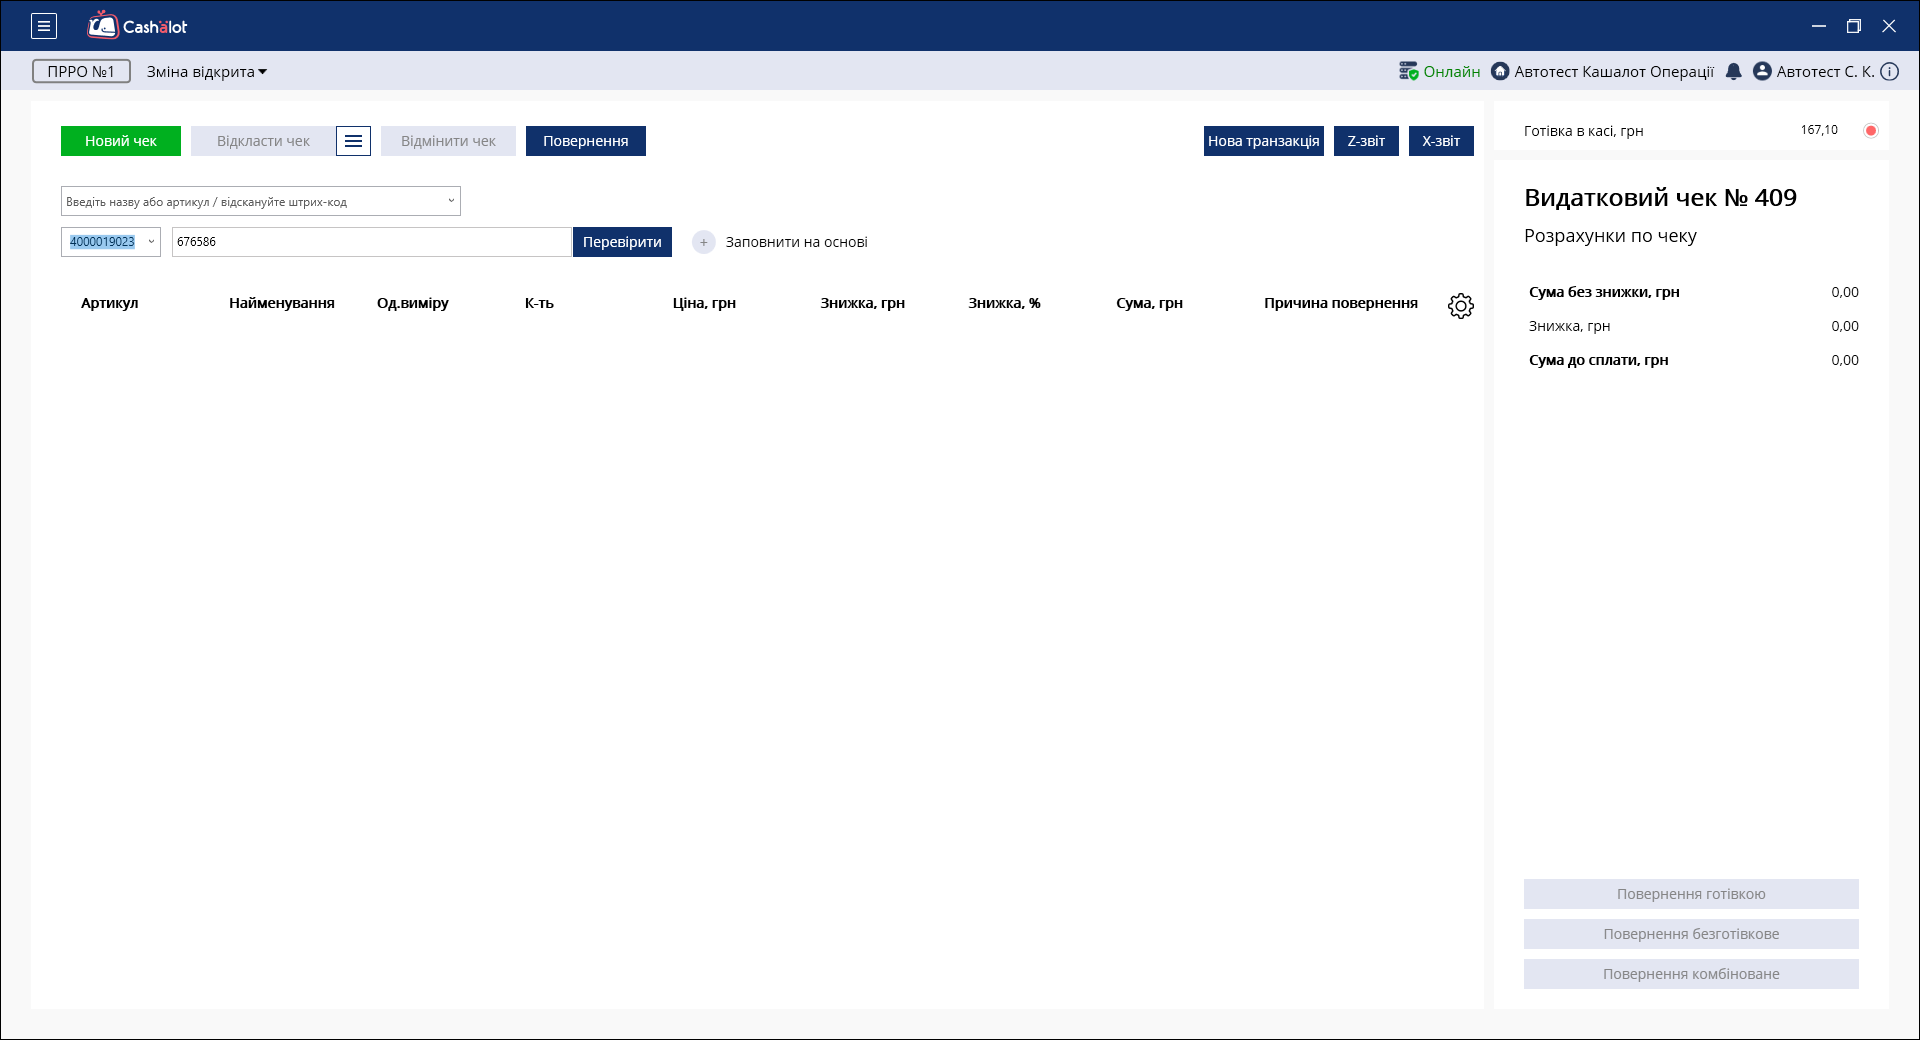 Cashalot
ПРРО №1
Зміна відкрита
Онлайн
Автотест Кашалот Операції
Автотест С. К.
Новий чек
Відкласти чек
Відмінити чек
Повернення
Нова транзакція
Z-звіт
X-звіт
Готівка в касі, грн
167,10
Введіть назву або артикул / відскануйте штрих-код
4000019023
676586
Перевірити
+
Заповнити на основі
Артикул
Найменування
Од.виміру
К-ть
Ціна, грн
Знижка, грн
Знижка, %
Сума, грн
Причина повернення
Видатковий чек № 409
Розрахунки по чеку
Сума без знижки, грн
0,00
Знижка, грн
0,00
Сума до сплати, грн
0,00
Повернення готівкою
Повернення безготівкове
Повернення комбіноване